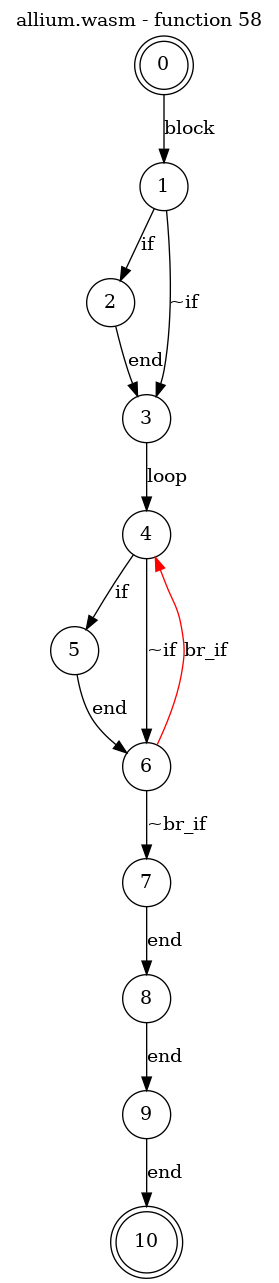 allium.wasm - function 58
0
block
1
if
2
~if
end
3
loop
4
if
5
~if
br_if
end
6
~br_if
7
end
8
end
9
end
10